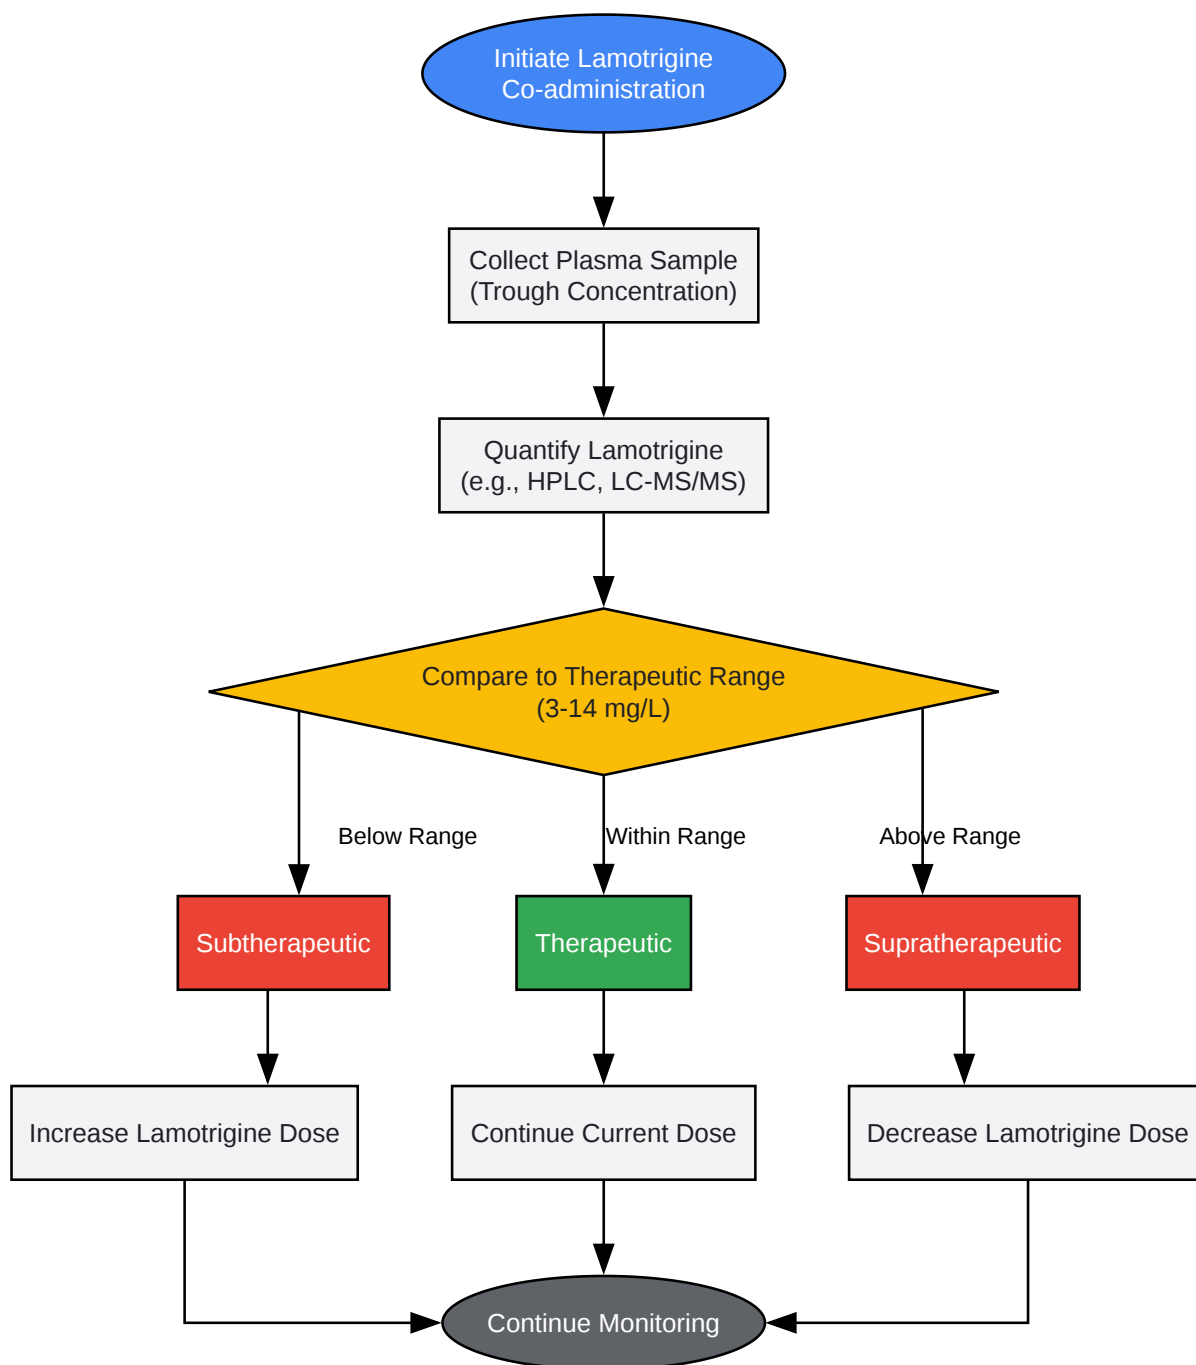 Initiate Lamotrigine
Co-administration
Collect Plasma Sample
(Trough Concentration)
Quantify Lamotrigine
(e.g., HPLC, LC-MS/MS)
Compare to Therapeutic Range
(3-14 mg/L)
Below Range
Within Range
Above Range
Subtherapeutic
Therapeutic
Supratherapeutic
Increase Lamotrigine Dose
Continue Current Dose
Decrease Lamotrigine Dose
Continue Monitoring